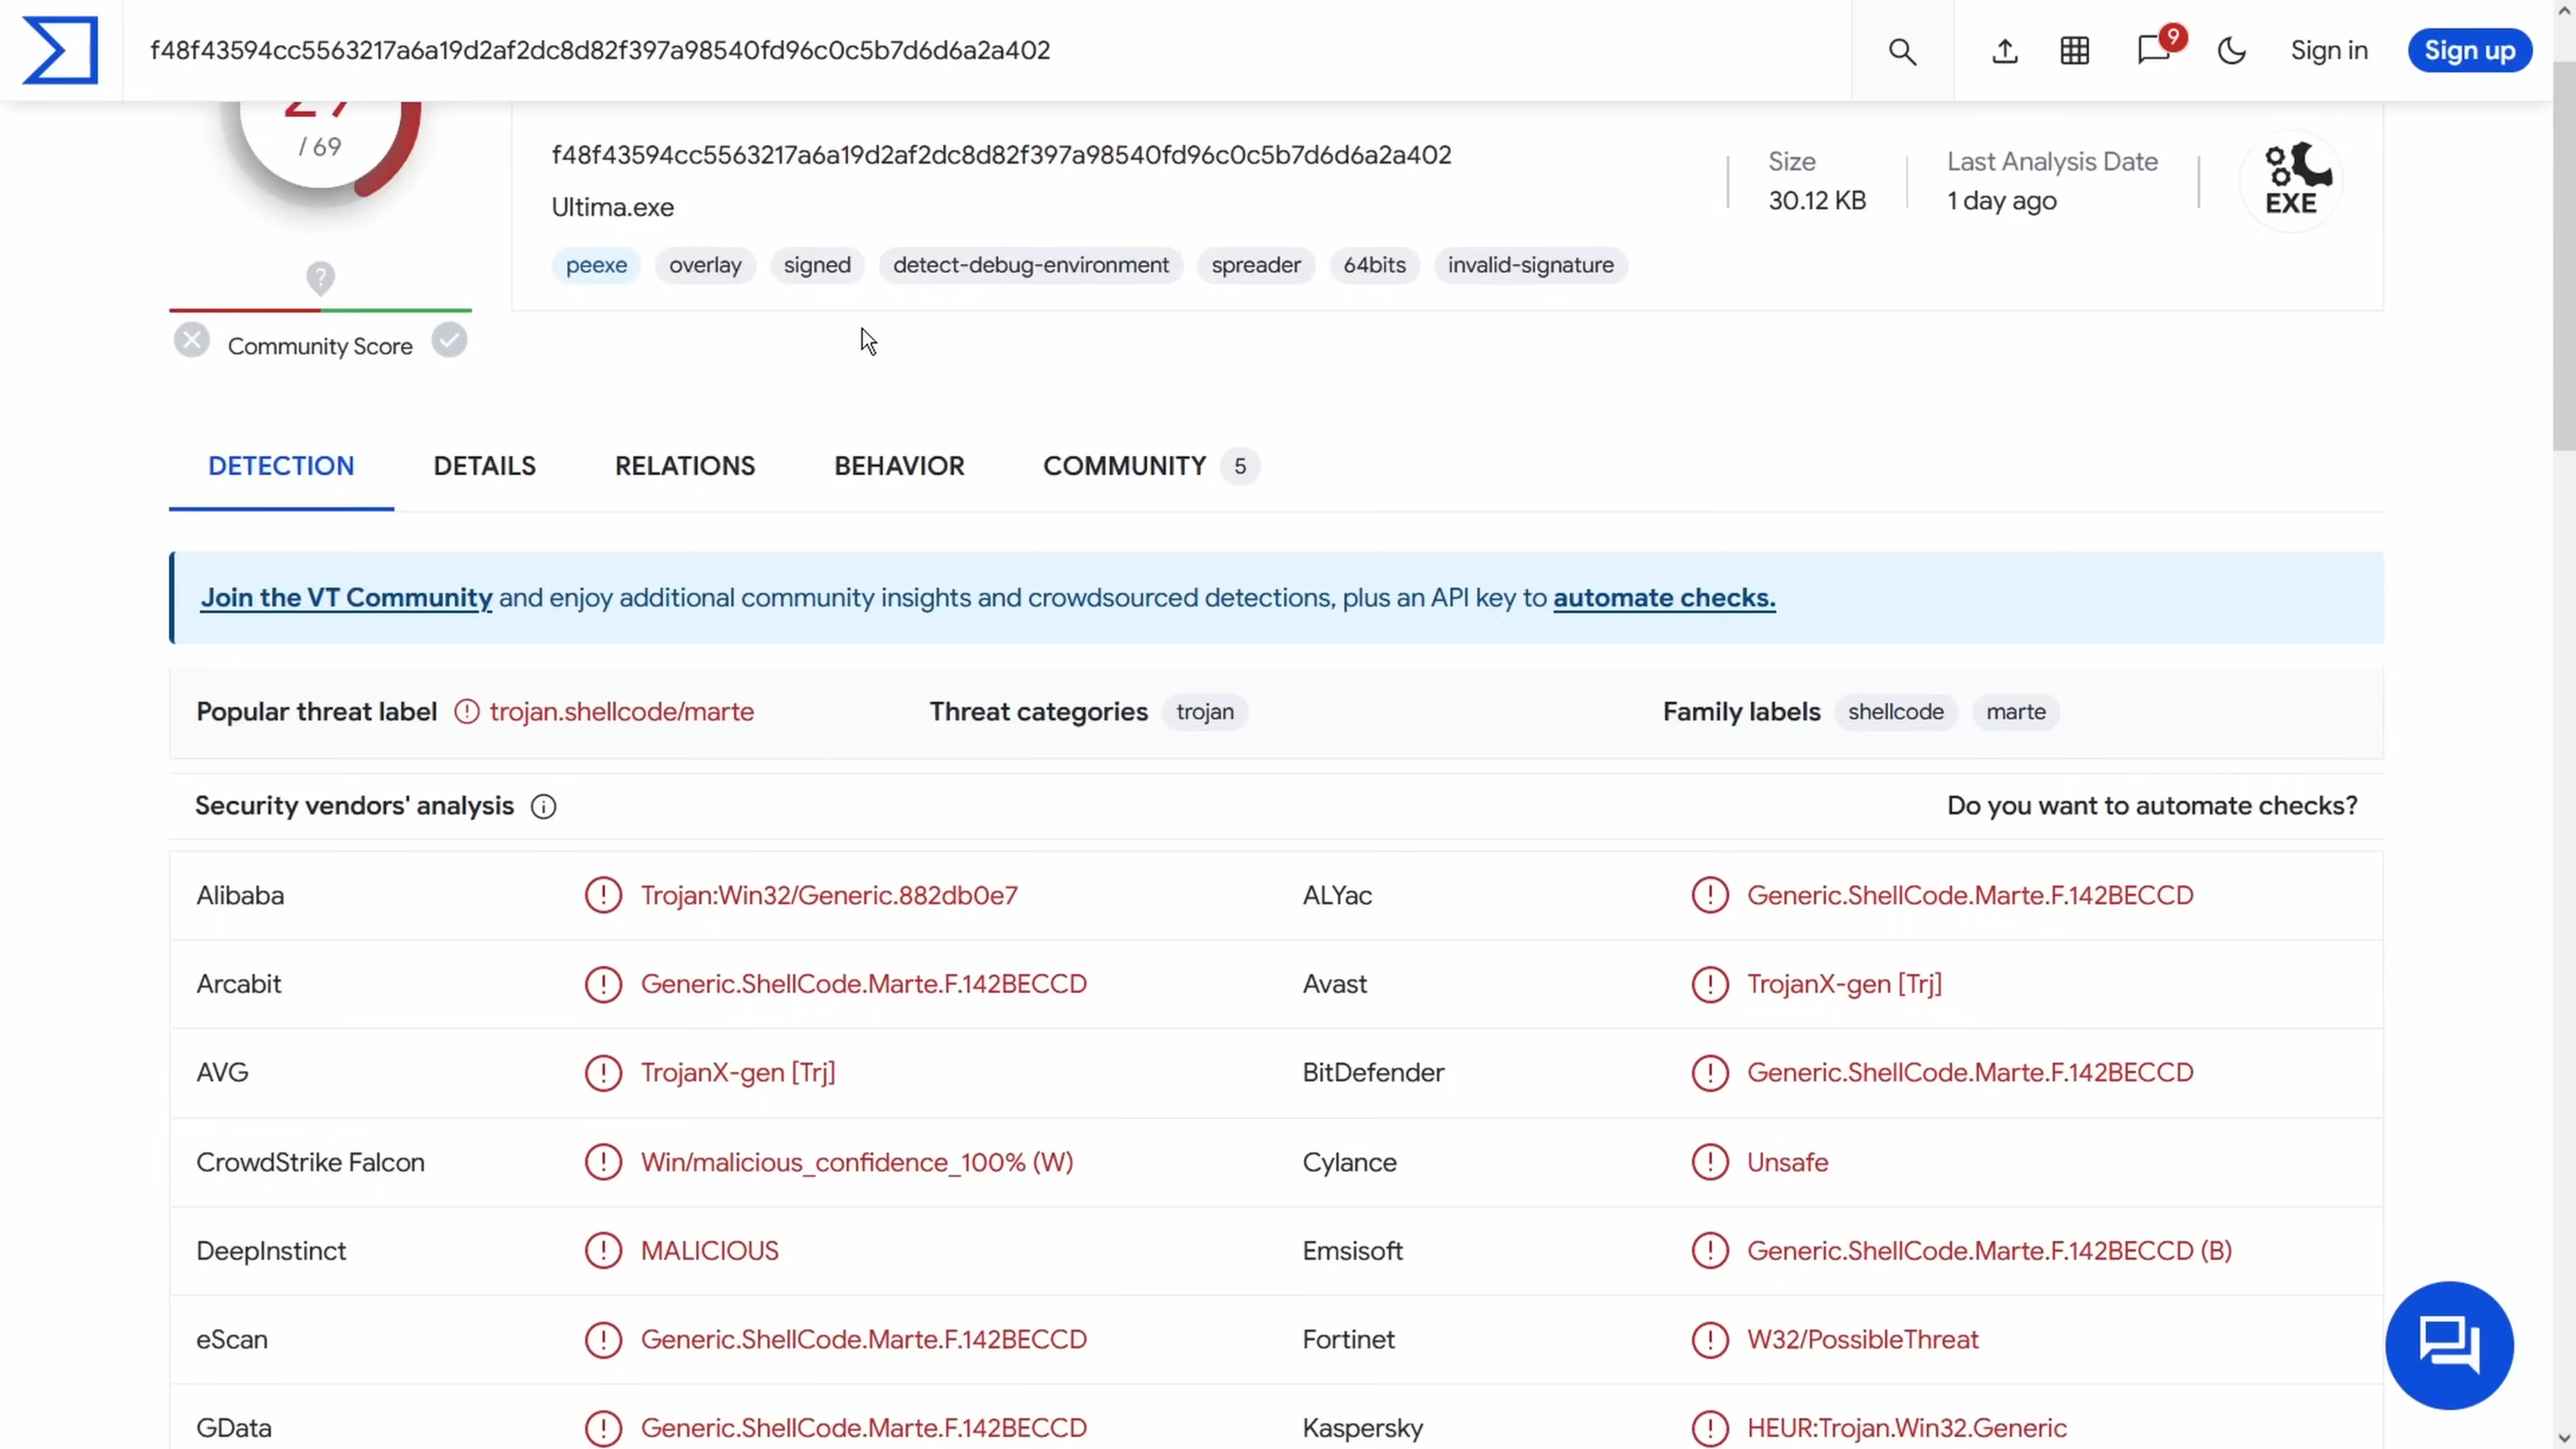 f48f43594cc5563217a6a19d2af2dc8d82f397a98540fd96c0c5b7d6d6a2a402
9
Sign in
Sign up
/ 69
f48f43594cc5563217a6a19d2af2dc8d82f397a98540fd96c0c5b7d6d6a2a402
Ultima.exe
peexe overlay signed detect-debug-environment spreader 64bits invalid-signature
Size
30.12 KB
Last Analysis Date
1 day ago
EXE
?
Community Score
DETECTION DETAILS RELATIONS BEHAVIOR COMMUNITY 5
Join the VT Community and enjoy additional community insights and crowdsourced detections, plus an API key to automate checks.
Popular threat label trojan.shellcode/marte Threat categories trojan Family labels shellcode marte
Security vendors' analysis Do you want to automate checks?
Alibaba Trojan:Win32/Generic.882db0e7 ALYac Generic.ShellCode.Marte.F.142BECCD
Arcabit Generic.ShellCode.Marte.F.142BECCD Avast TrojanX-gen [Trj]
AVG TrojanX-gen [Trj] BitDefender Generic.ShellCode.Marte.F.142BECCD
CrowdStrike Falcon Win/malicious_confidence_100% (W) Cylance Unsafe
DeepInstinct MALICIOUS Emsisoft Generic.ShellCode.Marte.F.142BECCD (B)
eScan Generic.ShellCode.Marte.F.142BECCD Fortinet W32/PossibleThreat
GData Generic.ShellCode.Marte.F.142BECCD Kaspersky HEUR:Trojan.Win32.Generic